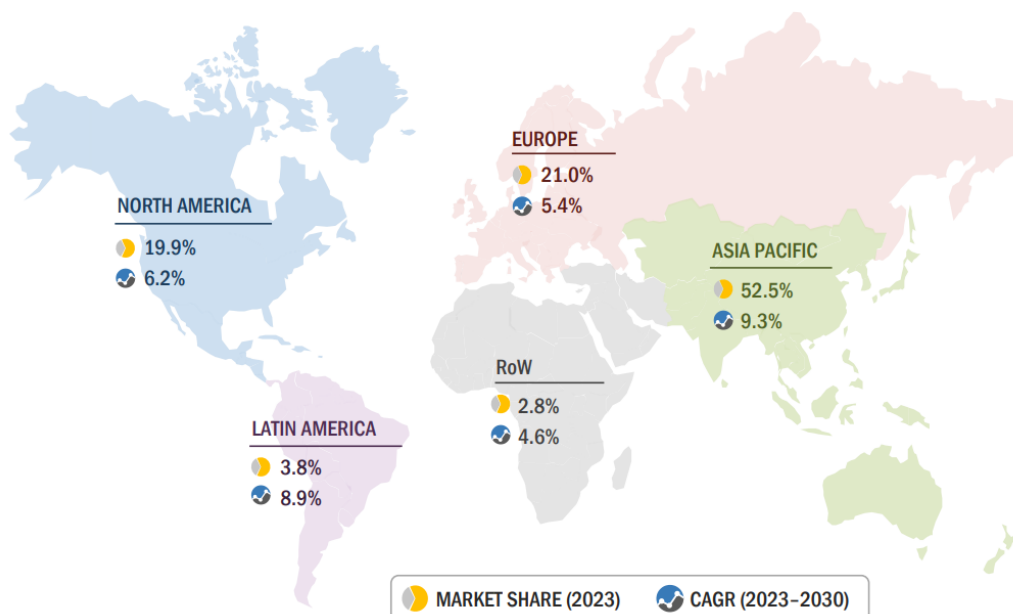 EUROPE
21.0%
5.4%
NORTH AMERICA
19.9%
6.2%
ASIA PACIFIC
52.5%
9.3%
RoW
2.8%
4.6%
LATIN AMERICA
3.8%
8.9%
MARKET SHARE (2023) CAGR (2023–2030)